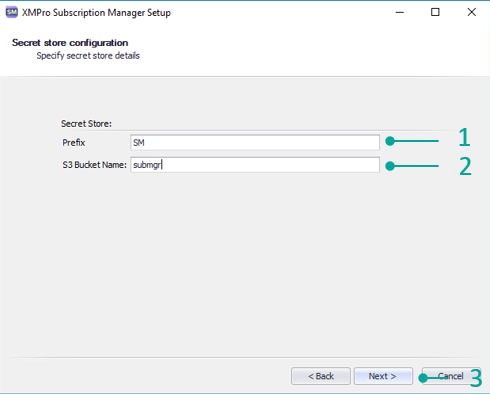 SM XMPro Subscription Manager Setup
Secret store configuration
Specify secret store details
Secret Store:
Prefix SM 1
S3 Bucket Name: submgr 2
< Back Next > Cancel 3